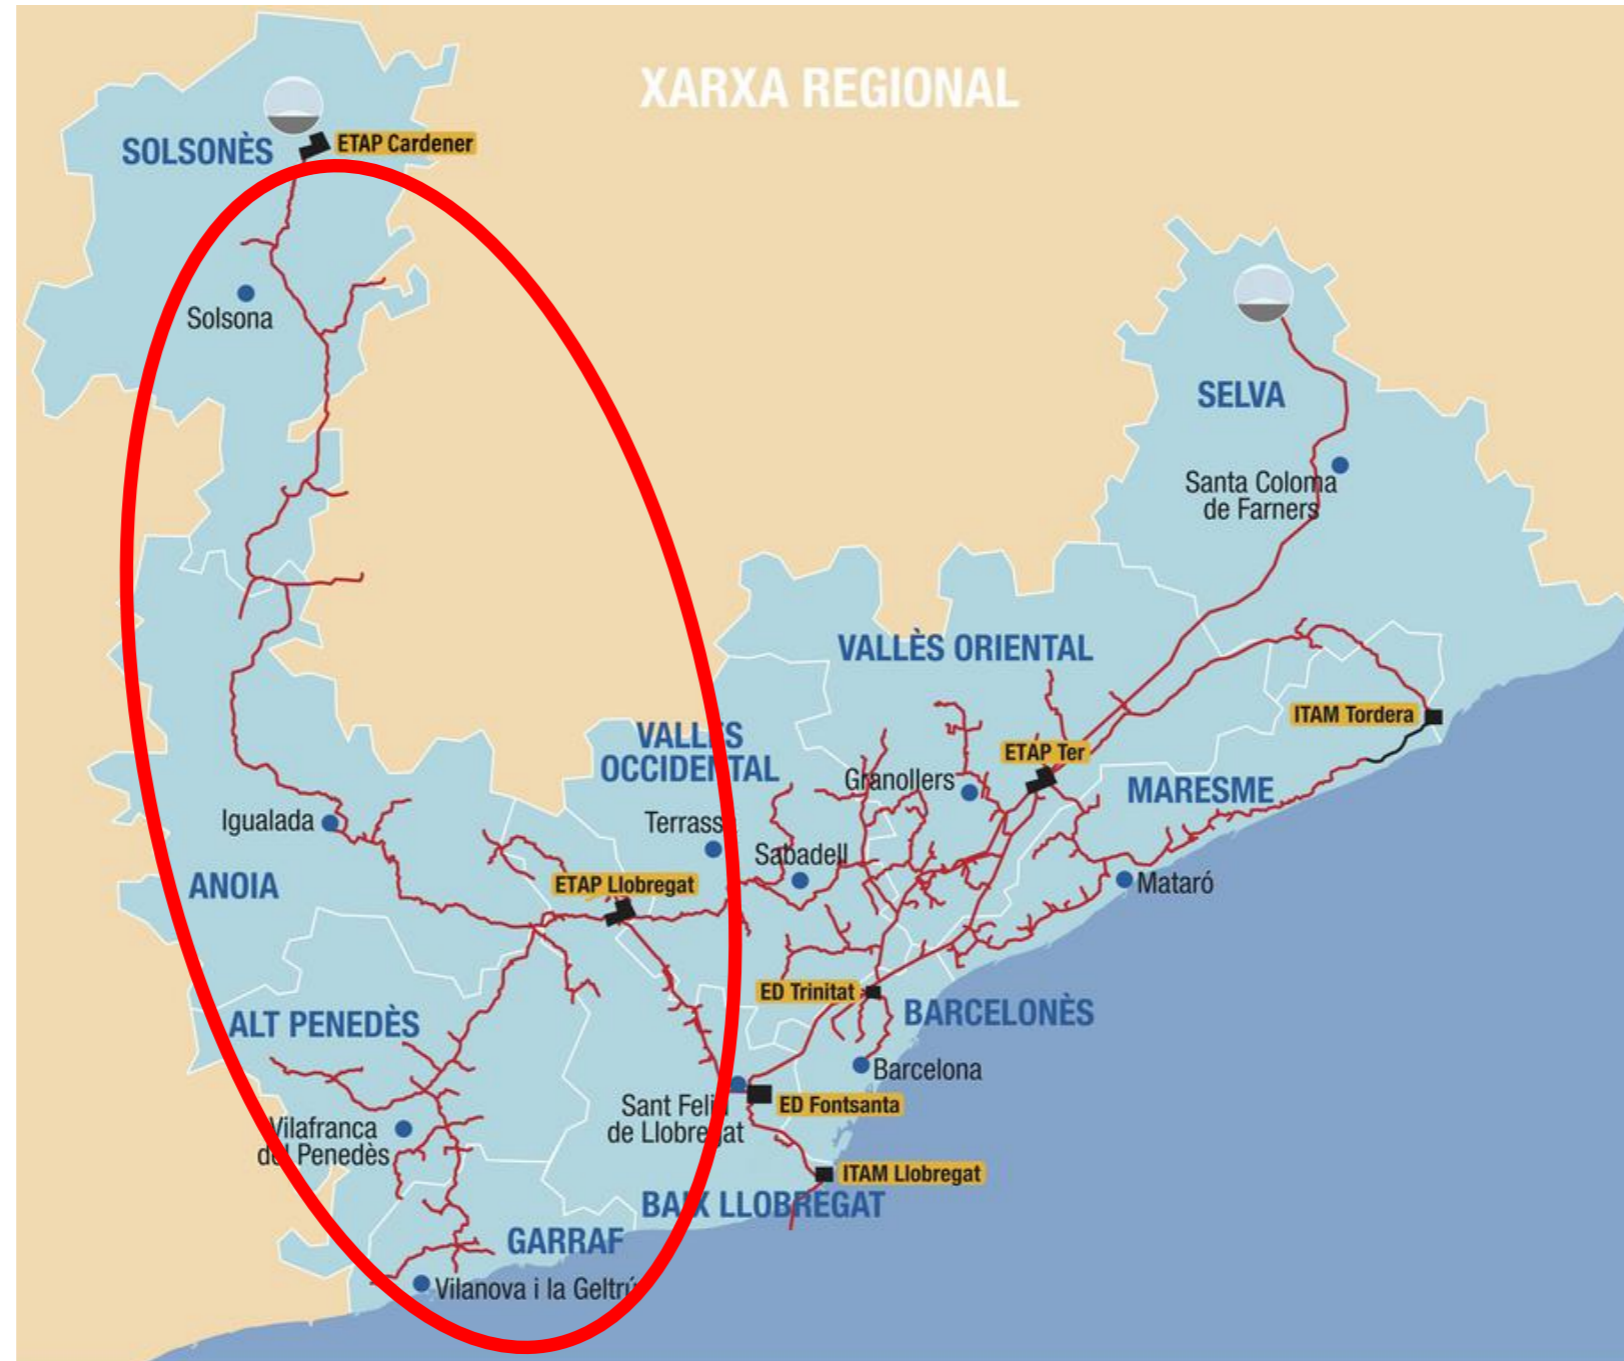 XARXA REGIONAL
SOLSONÈS
ETAP Cardener
Solsona
SELVA
Santa Coloma
de Farners
VALLÈS ORIENTAL
ITAM Tordera
VALLÈS
OCCIDENTAL
ETAP Ter
Granollers
MARESME
Igualada
Terrassa
Sabadell
ETAP Llobregat
Mataró
ANOIA
ED Trinitat
BARCELONÈS
ALT PENEDÈS
Barcelona
Sant Feliu
de Llobregat
ED Fontsanta
Vilafranca
del Penedès
ITAM Llobregat
BAIX LLOBREGAT
GARRAF
Vilanova i la Geltrú